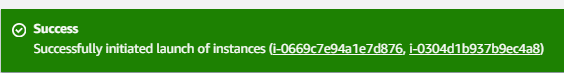 Success
Successfully initiated launch of instances (i-0669c7e94a1e7d876, i-0304d1b937b9ec4a8)